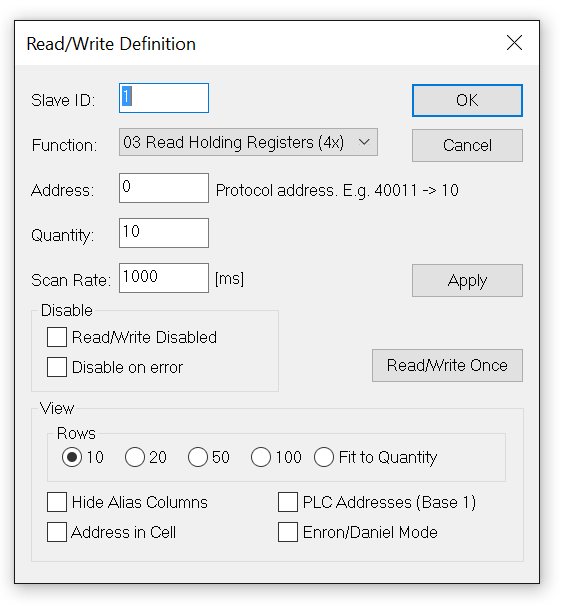 Read/Write Definition
Slave ID: 1 OK
Function: 03 Read Holding Registers (4x) Cancel
Address: 0 Protocol address. E.g. 40011 -> 10
Quantity: 10
Scan Rate: 1000 [ms] Apply
Disable
Read/Write Disabled
Disable on error
Read/Write Once
View
Rows
10 20 50 100 Fit to Quantity
Hide Alias Columns PLC Addresses (Base 1)
Address in Cell Enron/Daniel Mode